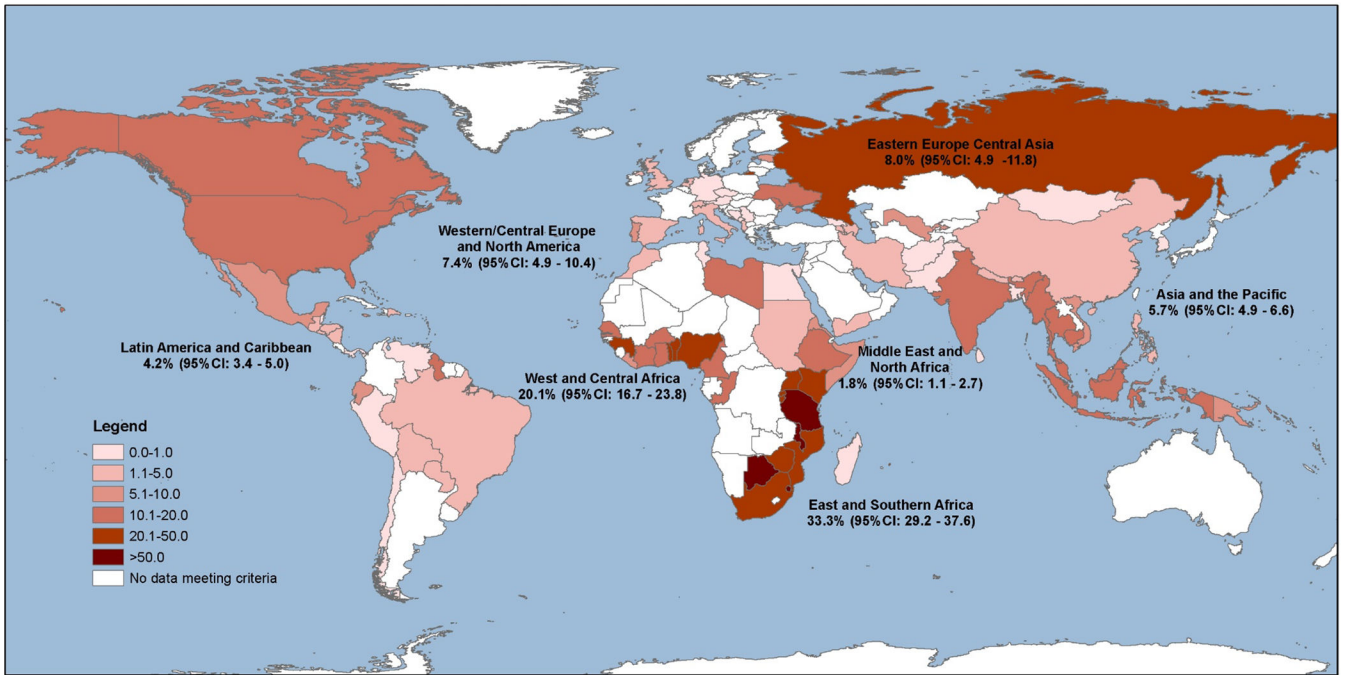 Eastern Europe Central Asia
8.0% (95%CI: 4.9 -11.8)
Western/Central Europe
and North America
7.4% (95%CI: 4.9 - 10.4)
Asia and the Pacific
5.7% (95%CI: 4.9 - 6.6)
Latin America and Caribbean
4.2% (95%CI: 3.4 - 5.0)
Middle East and
North Africa
1.8% (95%CI: 1.1 - 2.7)
West and Central Africa
20.1% (95%CI: 16.7 - 23.8)
East and Southern Africa
33.3% (95%CI: 29.2 - 37.6)
Legend
0.0-1.0
1.1-5.0
5.1-10.0
10.1-20.0
20.1-50.0
>50.0
No data meeting criteria